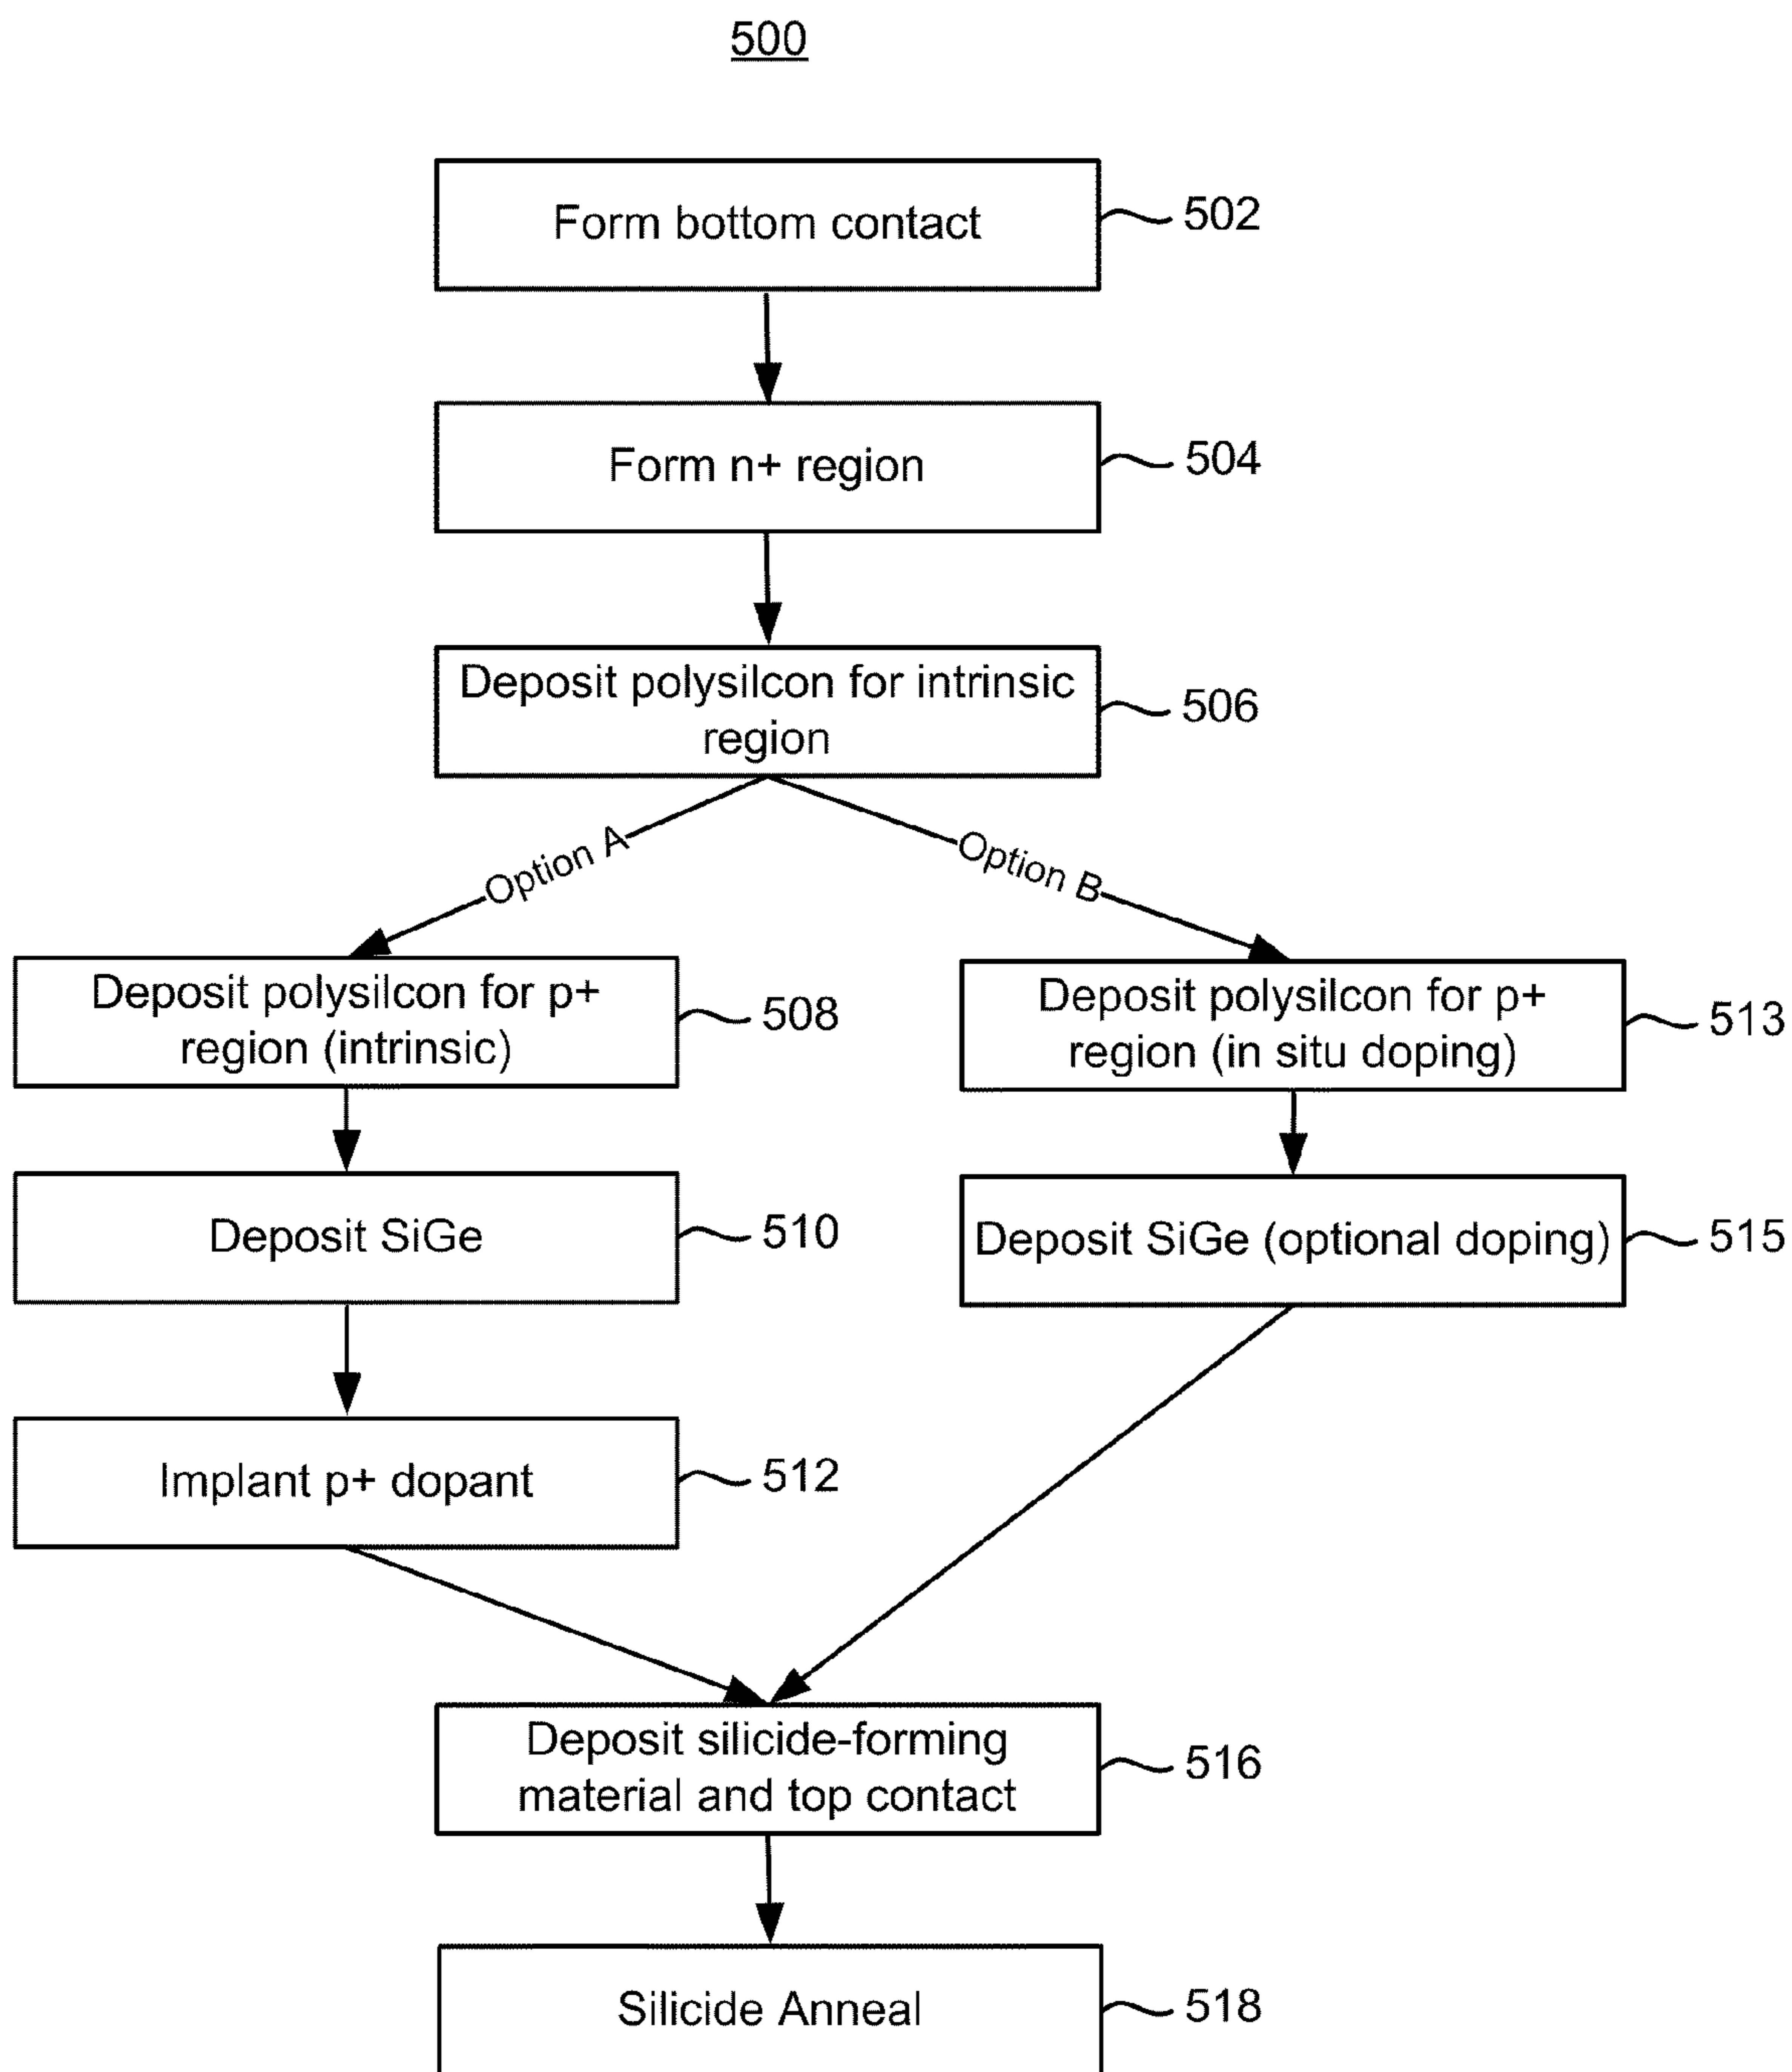 500
Form bottom contact
502
Form n+ region
504
Deposit polysilcon for intrinsic
region
506
Option A
Option B
Deposit polysilcon for p+
region (intrinsic)
508
Deposit polysilcon for p+
region (in situ doping)
513
Deposit SiGe
510
Deposit SiGe (optional doping)
515
Implant p+ dopant
512
Deposit silicide-forming
material and top contact
516
Silicide Anneal
518